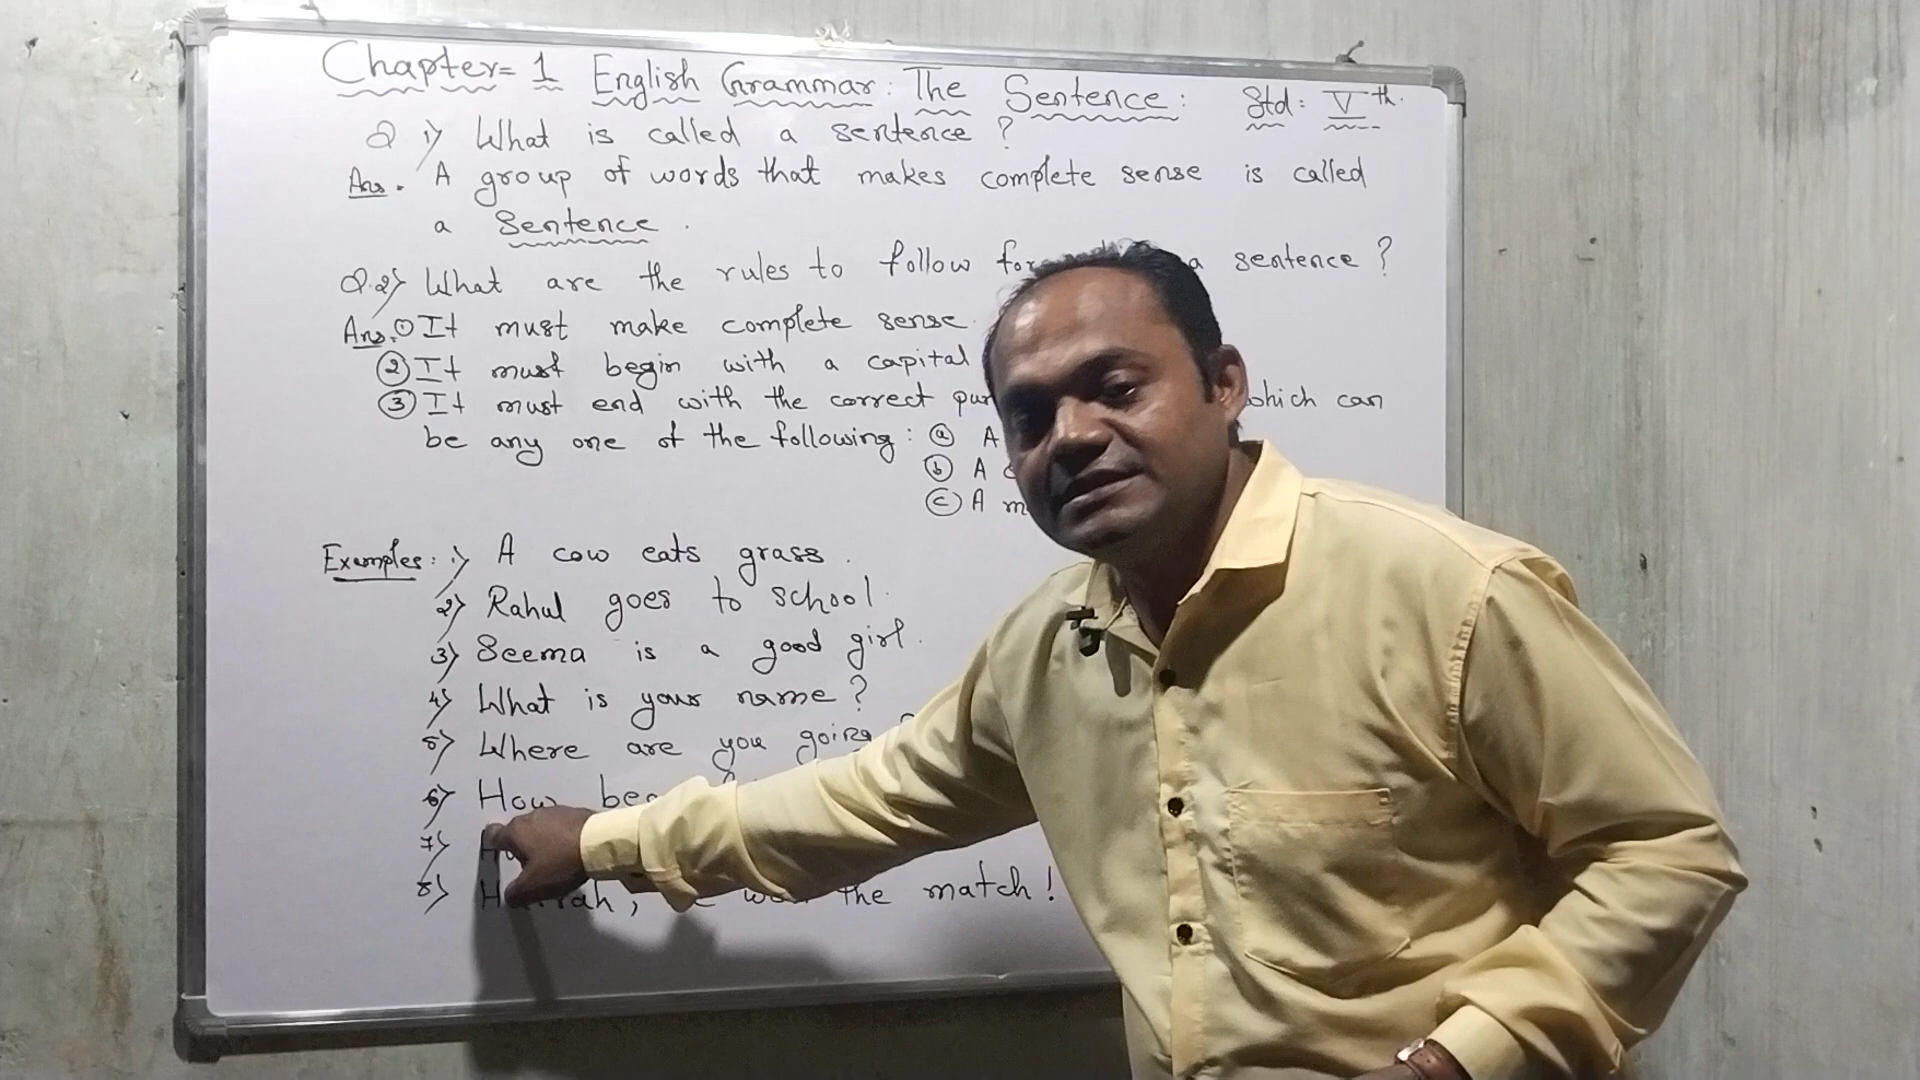 Chapter= 1 English Grammar: The Sentence: Std: Vth.
Q 1) What is called a sentence?
Ans. A group of words that makes complete sense is called
a Sentence.
Q.2) What are the rules to follow for a sentence?
Ans. ① It must make complete sense
② It must begin with a capital
③ It must end with the correct which can
be any one of the following: ⓐ A
ⓑ A
ⓒ A
Examples: 1) A cow eats grass.
2) Rahul goes to school.
3) Seema is a good girl.
4) What is your name?
5) Where are you going?
6) How
7)
8) the match!